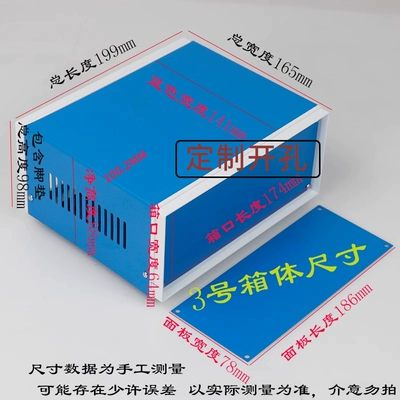 总长度199mm
总宽度165mm
蓝色宽度141mm
定制开孔
包含脚垫
总高度98mm
箱口长度174mm
箱口宽度64mm
3号箱体尺寸
面板长度186mm
面板宽度78mm
尺寸数据为手工测量
可能存在少许误差 以实际测量为准，介意勿拍